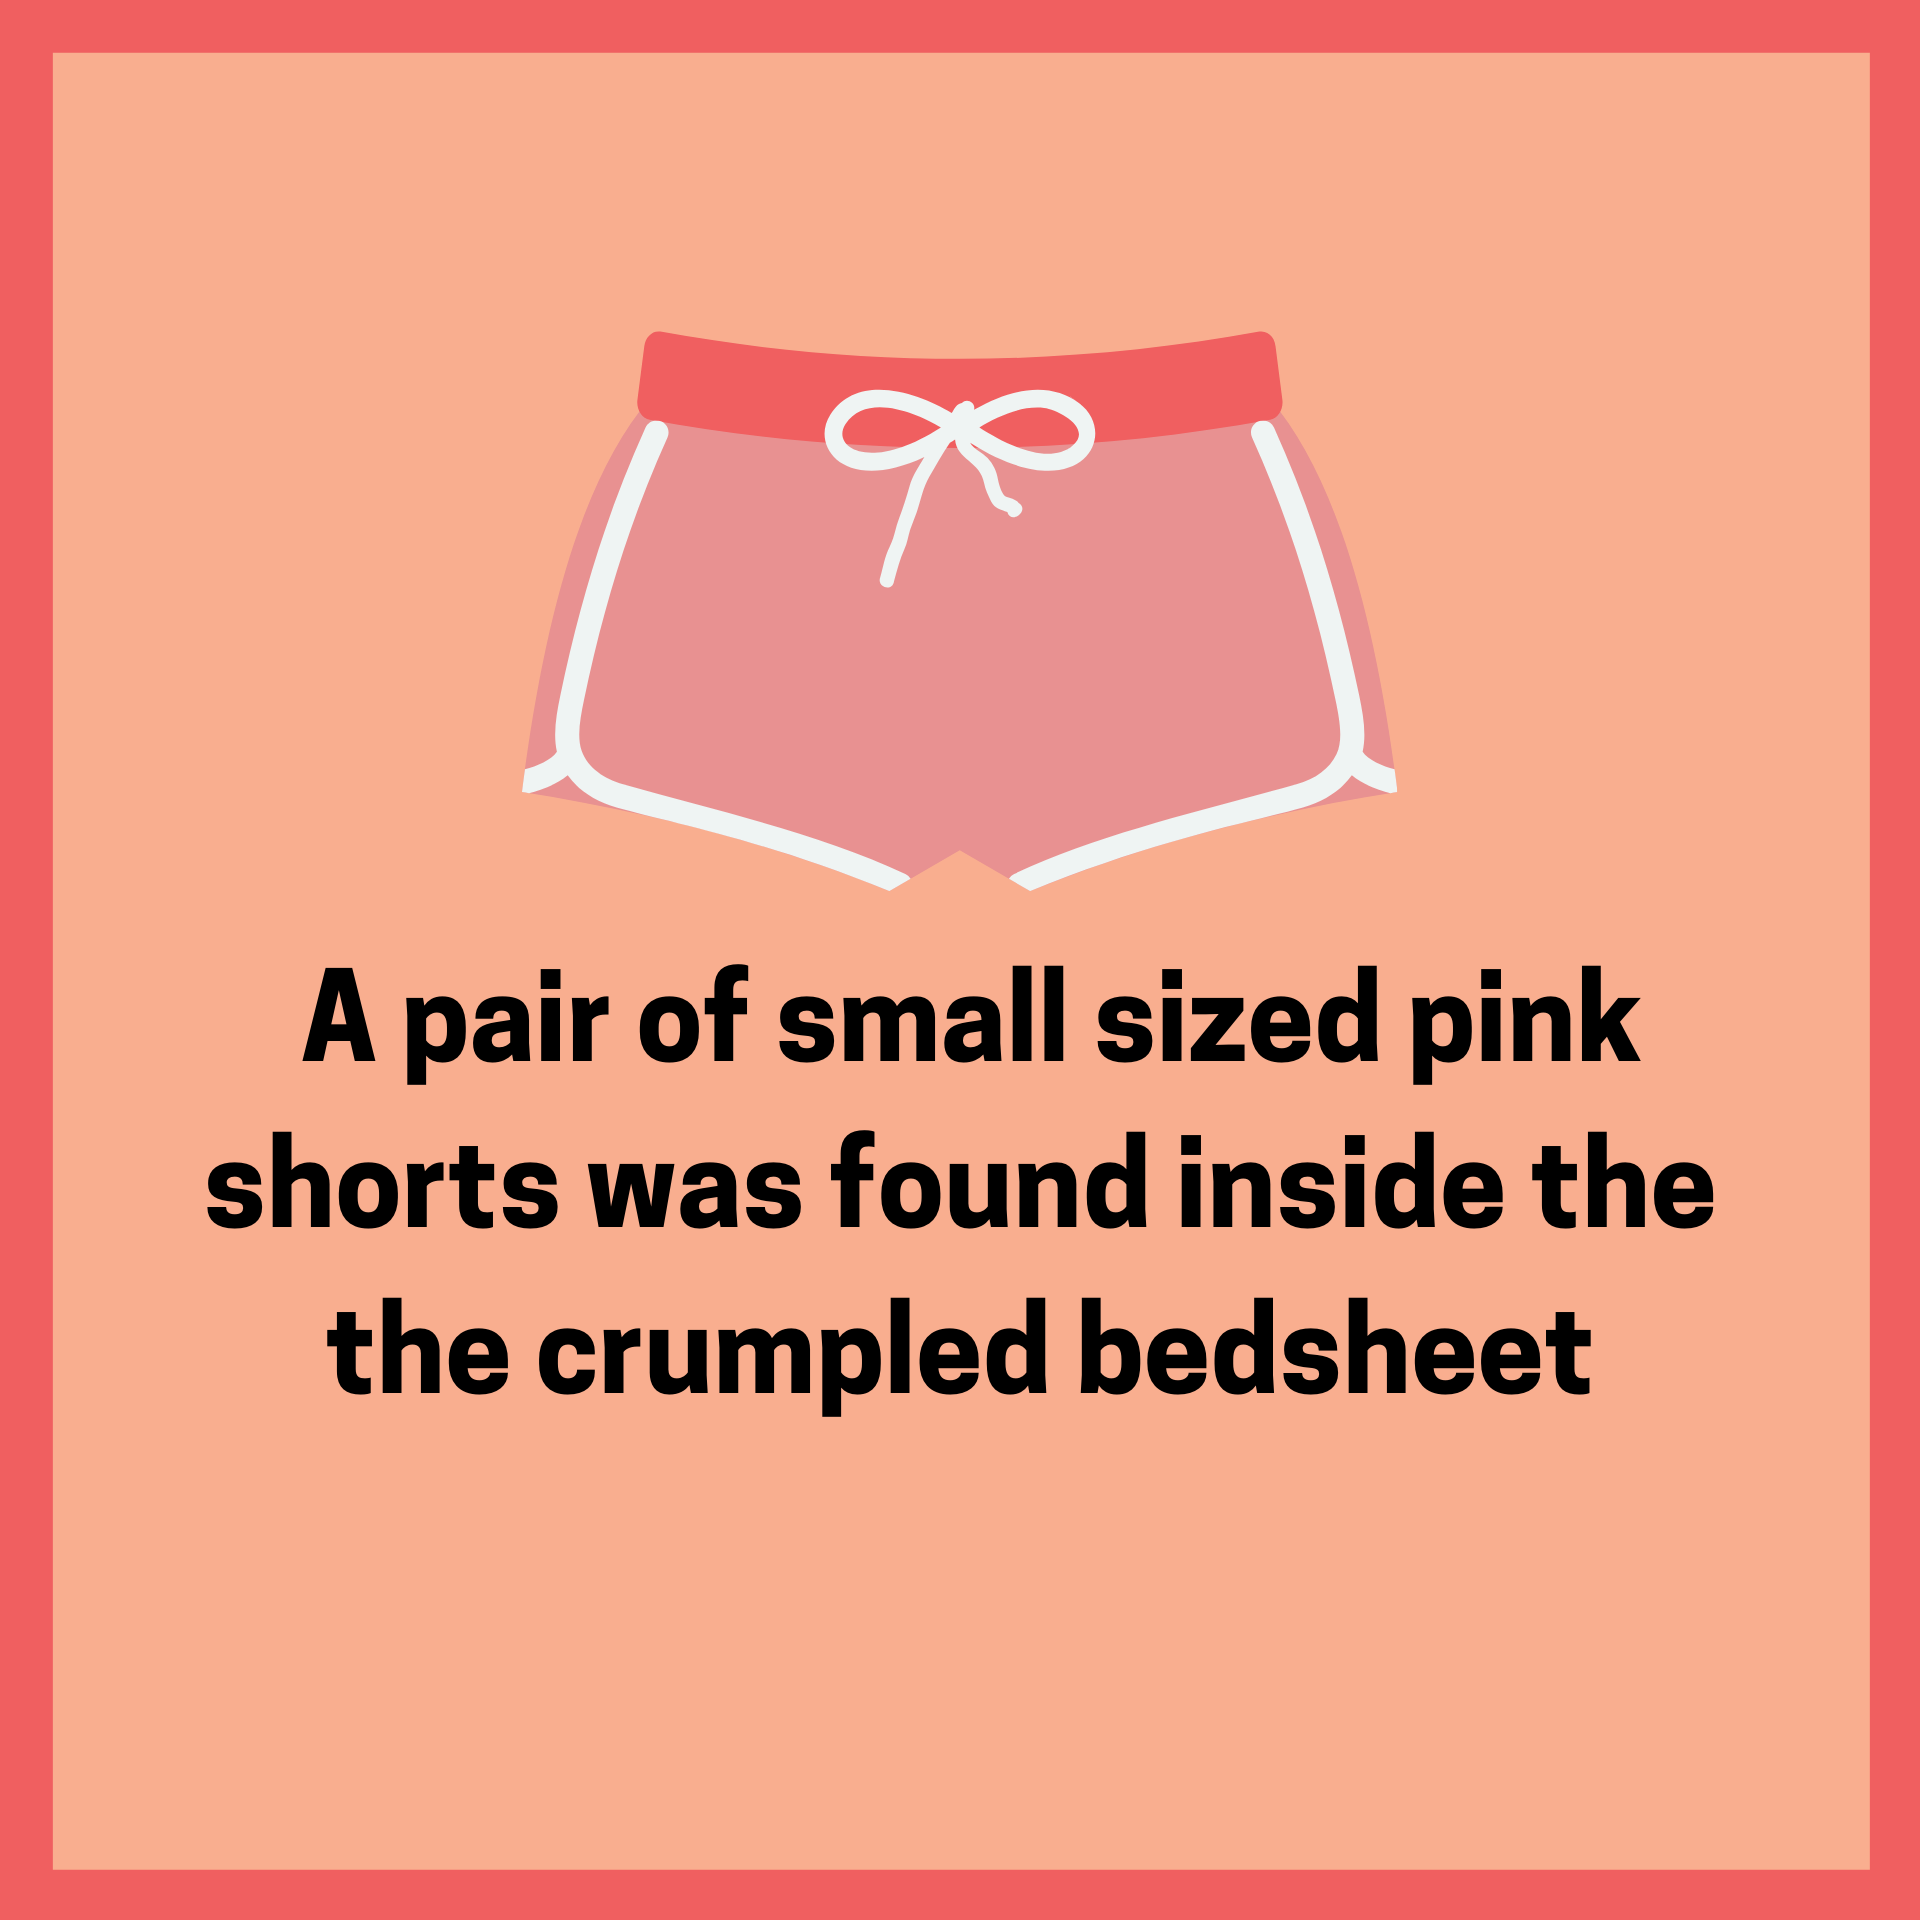 A pair of small sized pink
shorts was found inside the
the crumpled bedsheet